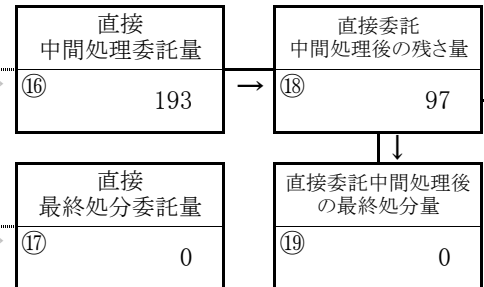 直接
中間処理委託量
⑯
193
→
直接委託
中間処理後の残さ量
⑱
97
↓
直接
最終処分委託量
⑰
0
直接委託中間処理後
の最終処分量
⑲
0